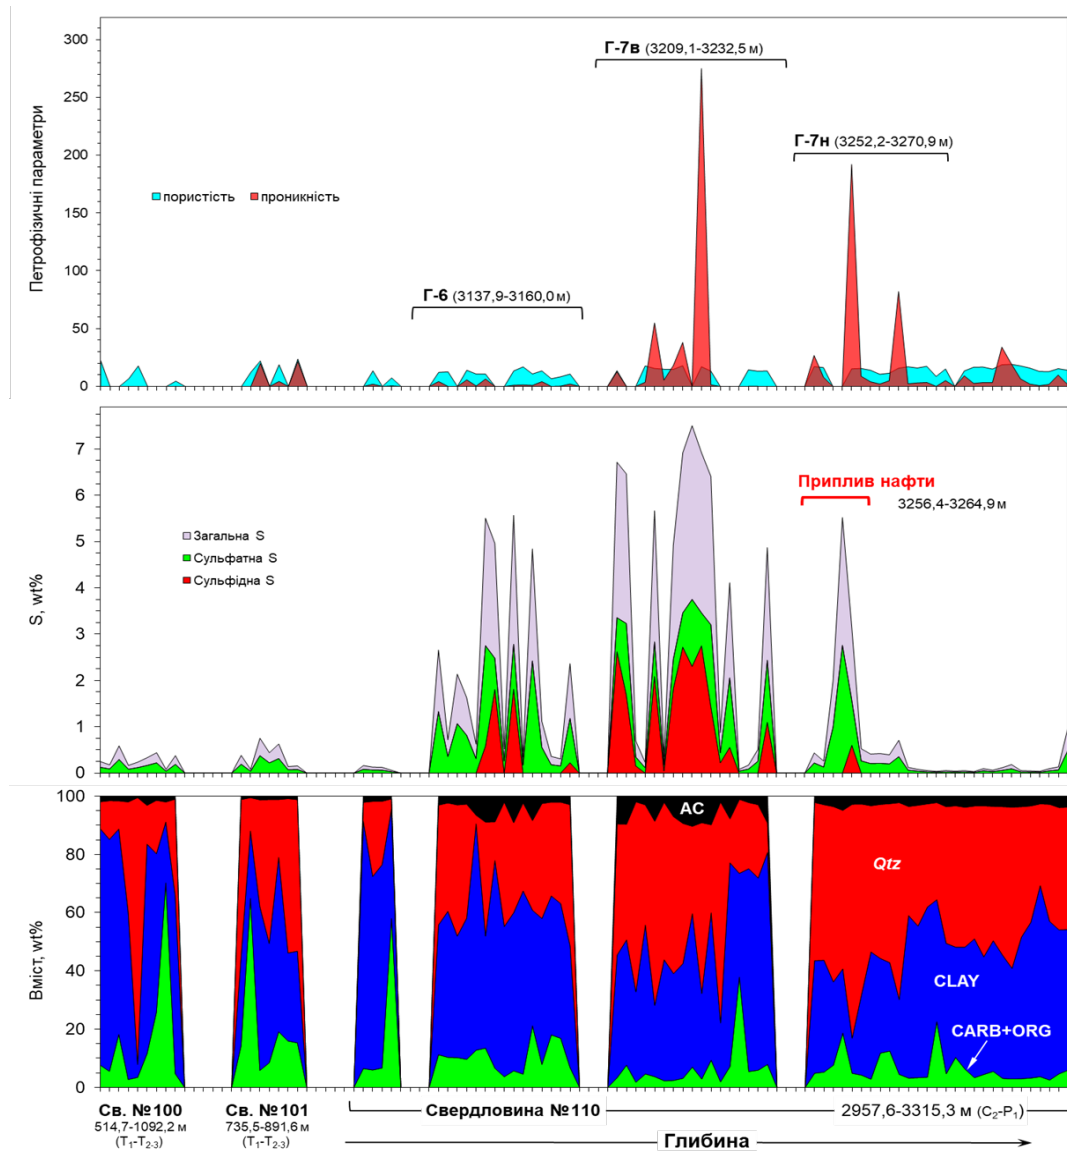 300
250
200
150
100
50
0
Петрофізичні параметри
Г-7в (3209,1-3232,5 м)
Г-7н (3252,2-3270,9 м)
пористість
проникність
Г-6 (3137,9-3160,0 м)
7
6
5
4
3
2
1
0
S, wt%
Приплив нафти
3256,4-3264,9 м
Загальна S
Сульфатна S
Сульфідна S
100
80
60
40
20
0
Вміст, wt%
AC
Qtz
CLAY
CARB+ORG
Св. №100
514,7-1092,2 м
(T₁-T₂₋₃)
Св. №101
735,5-891,6 м
(T₁-T₂₋₃)
Свердловина №110
2957,6-3315,3 м (C₂-P₁)
Глибина